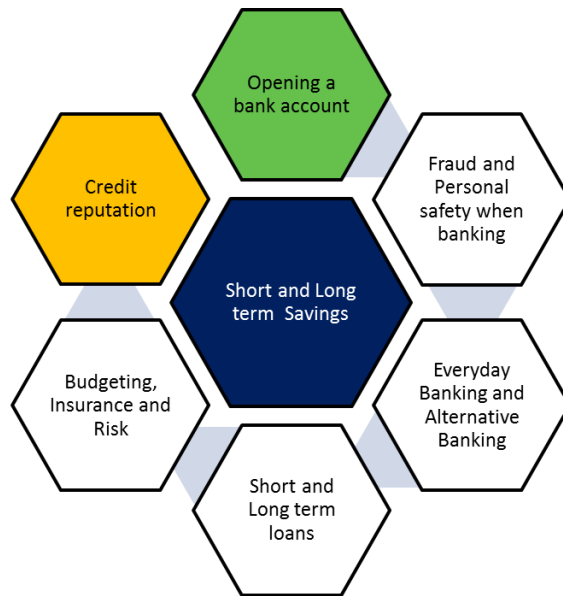 Opening a
bank account
Fraud and
Personal
safety when
banking
Everyday
Banking and
Alternative
Banking
Short and
Long term
loans
Budgeting,
Insurance and
Risk
Credit
reputation
Short and Long
term Savings